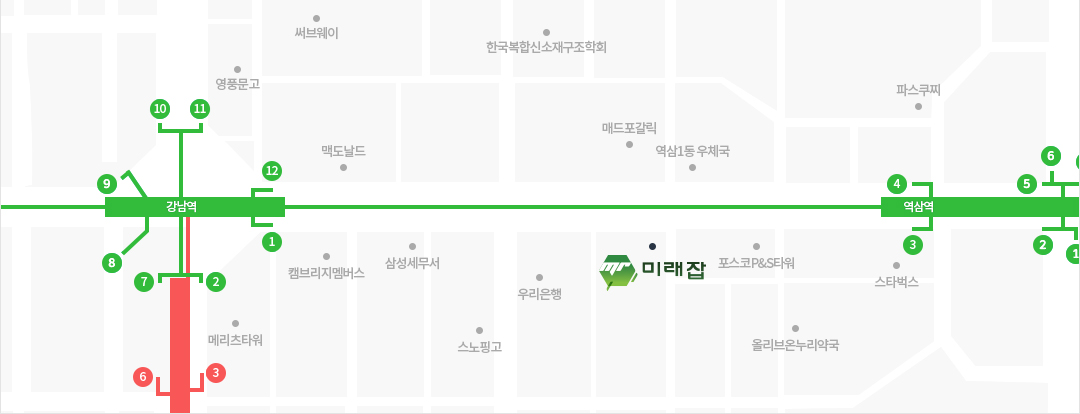 써브웨이
한국복합신소재구조학회
영풍문고
파스쿠찌
10
11
매드포갈릭
맥도날드
역삼1동 우체국
6
12
9
4
5
강남역
역삼역
1
3
2
1
8
삼성세무서
포스코P&S타워
캠브리지멤버스
미래잡
7
2
스타벅스
우리은행
메리츠타워
스노핑고
올리브온누리약국
6
3